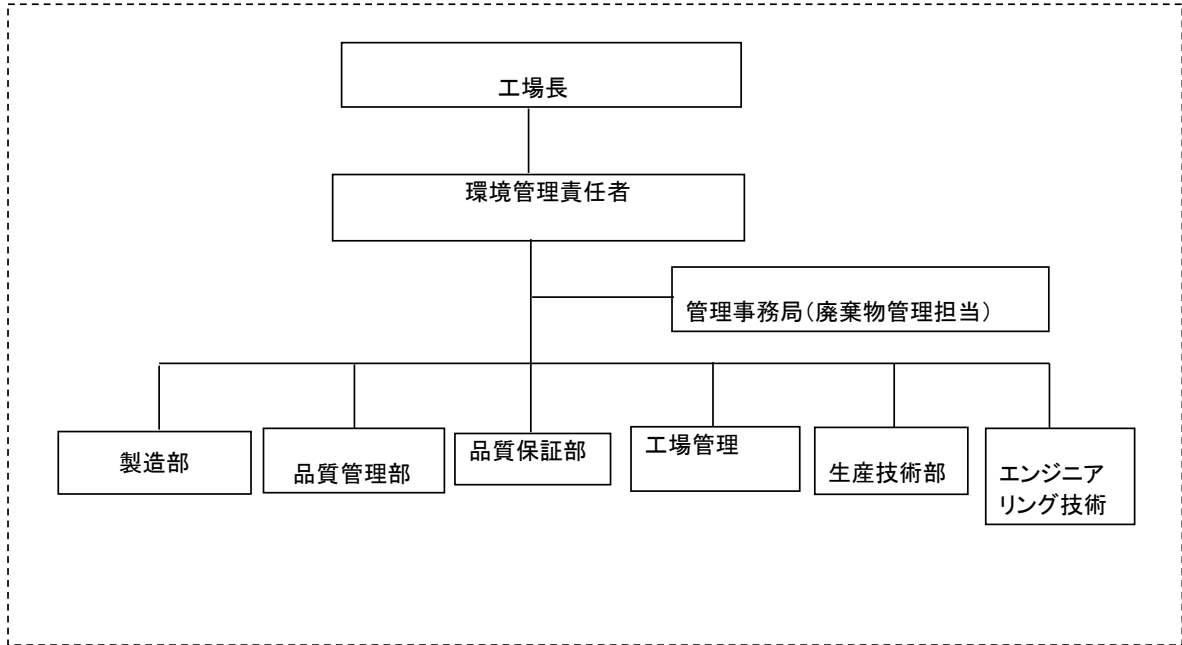 工場長
環境管理責任者
管理事務局(廃棄物管理担当)
製造部
品質管理部
品質保証部
工場管理
生産技術部
エンジニア
リング技術